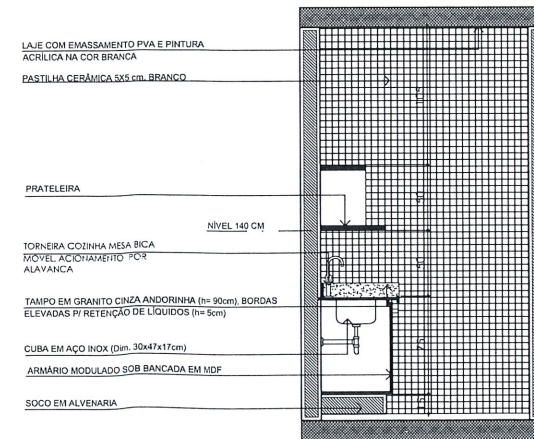 LAJE COM EMASSAMENTO PVA E PINTURA
ACRÍLICA NA COR BRANCA
PASTILHA CERÂMICA 5X5 cm. BRANCO
PRATELEIRA
NÍVEL 140 CM
TORNEIRA COZINHA MESA BICA
MÓVEL, ACIONAMENTO POR
ALAVANCA
TAMPO EM GRANITO CINZA ANDORINHA (h= 90cm), BORDAS
ELEVADAS P/ RETENÇÃO DE LÍQUIDOS (h= 5cm)
CUBA EM AÇO INOX (Dim. 30x47x17cm)
ARMÁRIO MODULADO SOB BANCADA EM MDF
SOCO EM ALVENARIA